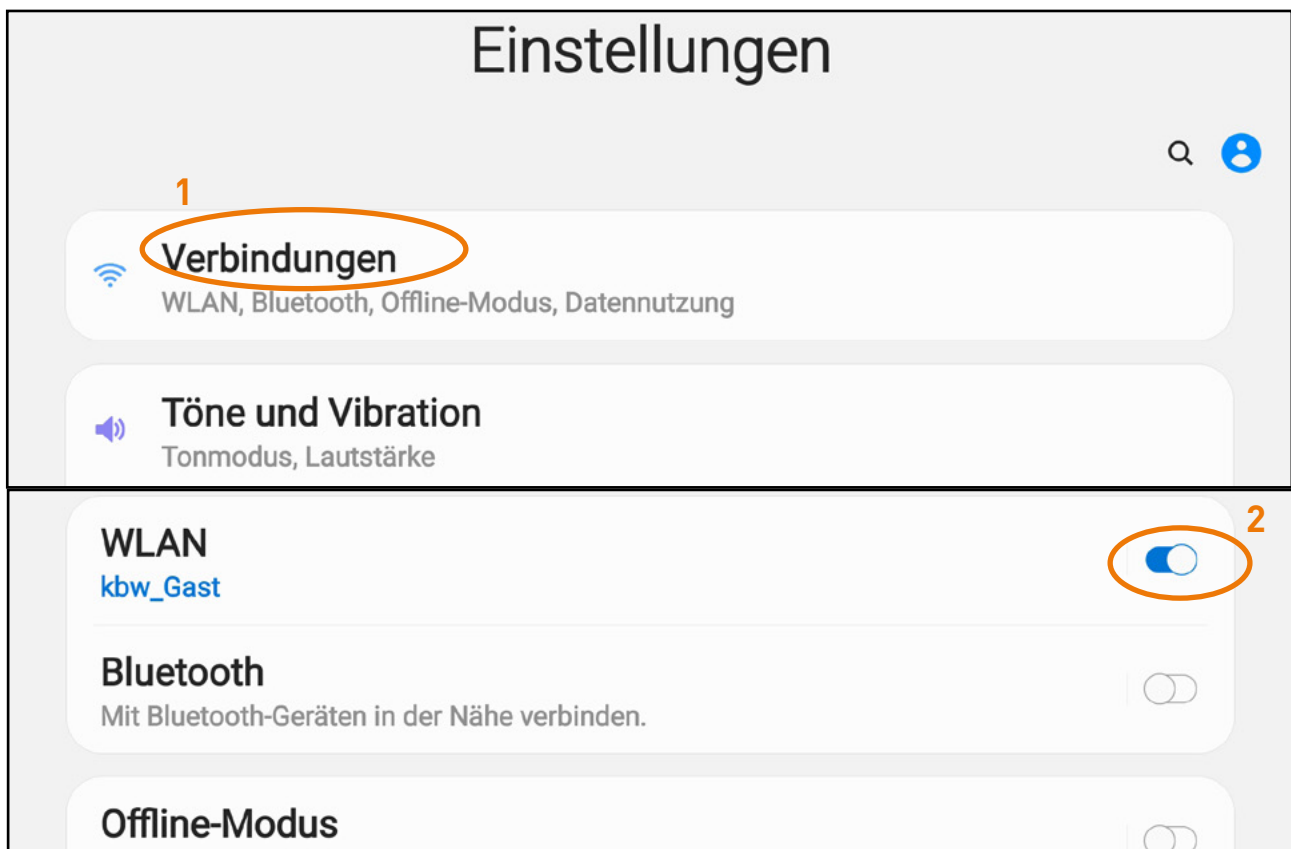 Einstellungen
1
Verbindungen
WLAN, Bluetooth, Offline-Modus, Datennutzung
Töne und Vibration
Tonmodus, Lautstärke
2
WLAN
kbw_Gast
Bluetooth
Mit Bluetooth-Geräten in der Nähe verbinden.
Offline-Modus